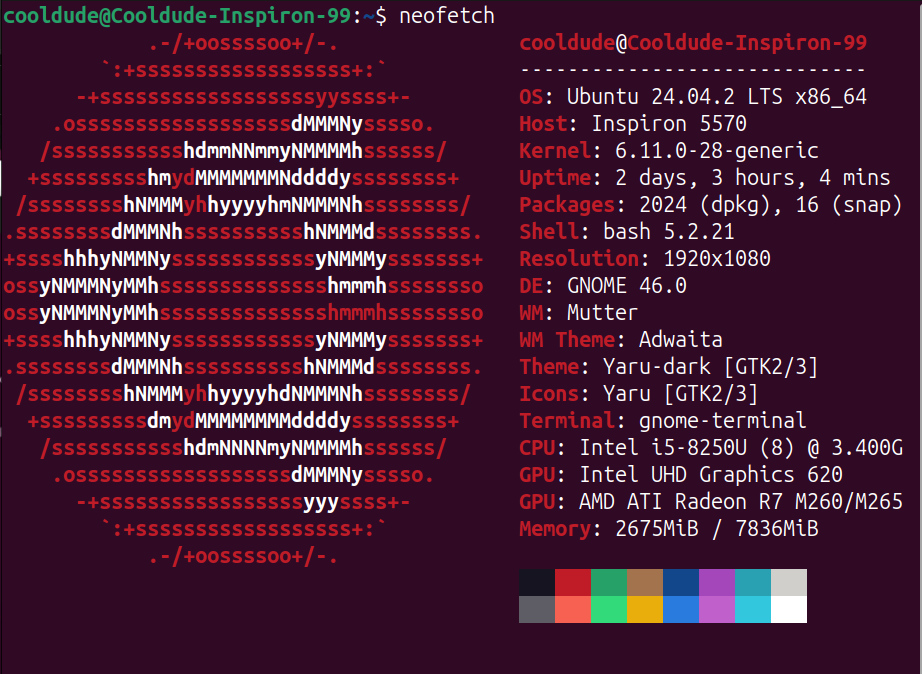 cooldude@Cooldude-Inspiron-99:~$ neofetch
.-/+oossssoo+/-.
cooldude@Cooldude-Inspiron-99
`:+ssssssssssssssssss+:`
-----------------------------
-+ssssssssssssssssssyyssss+-
OS: Ubuntu 24.04.2 LTS x86_64
.ossssssssssssssssssdMMMNysssso.
Host: Inspiron 5570
/ssssssssssshdmmNNmmyNMMMMhssssss/
Kernel: 6.11.0-28-generic
+ssssssssshmydMMMMMMMNddddyssssssss+
Uptime: 2 days, 3 hours, 4 mins
/sssssssshNMMMyhhyyyyhmNMMMNhssssssss/
Packages: 2024 (dpkg), 16 (snap)
.ssssssssdMMMNhsssssssssshNMMMdssssssss.
Shell: bash 5.2.21
+sssshhhyNMMNyssssssssssssyNMMMysssssss+
Resolution: 1920x1080
ossyNMMMNyMMhsssssssssssssshmmmhssssssso
DE: GNOME 46.0
ossyNMMMNyMMhsssssssssssssshmmmhssssssso
WM: Mutter
+sssshhhyNMMNyssssssssssssyNMMMysssssss+
WM Theme: Adwaita
.ssssssssdMMMNhsssssssssshNMMMdssssssss.
Theme: Yaru-dark [GTK2/3]
/sssssssshNMMMyhhyyyyhdNMMMNhssssssss/
Icons: Yaru [GTK2/3]
+sssssssssdmydMMMMMMMMddddyssssssss+
Terminal: gnome-terminal
/ssssssssssshdmNNNNmyNMMMMhssssss/
CPU: Intel i5-8250U (8) @ 3.400G
.ossssssssssssssssssdMMMNysssso.
GPU: Intel UHD Graphics 620
-+sssssssssssssssssyyyssss+-
GPU: AMD ATI Radeon R7 M260/M265
`:+ssssssssssssssssss+:`
Memory: 2675MiB / 7836MiB
.-/+oossssoo+/-.